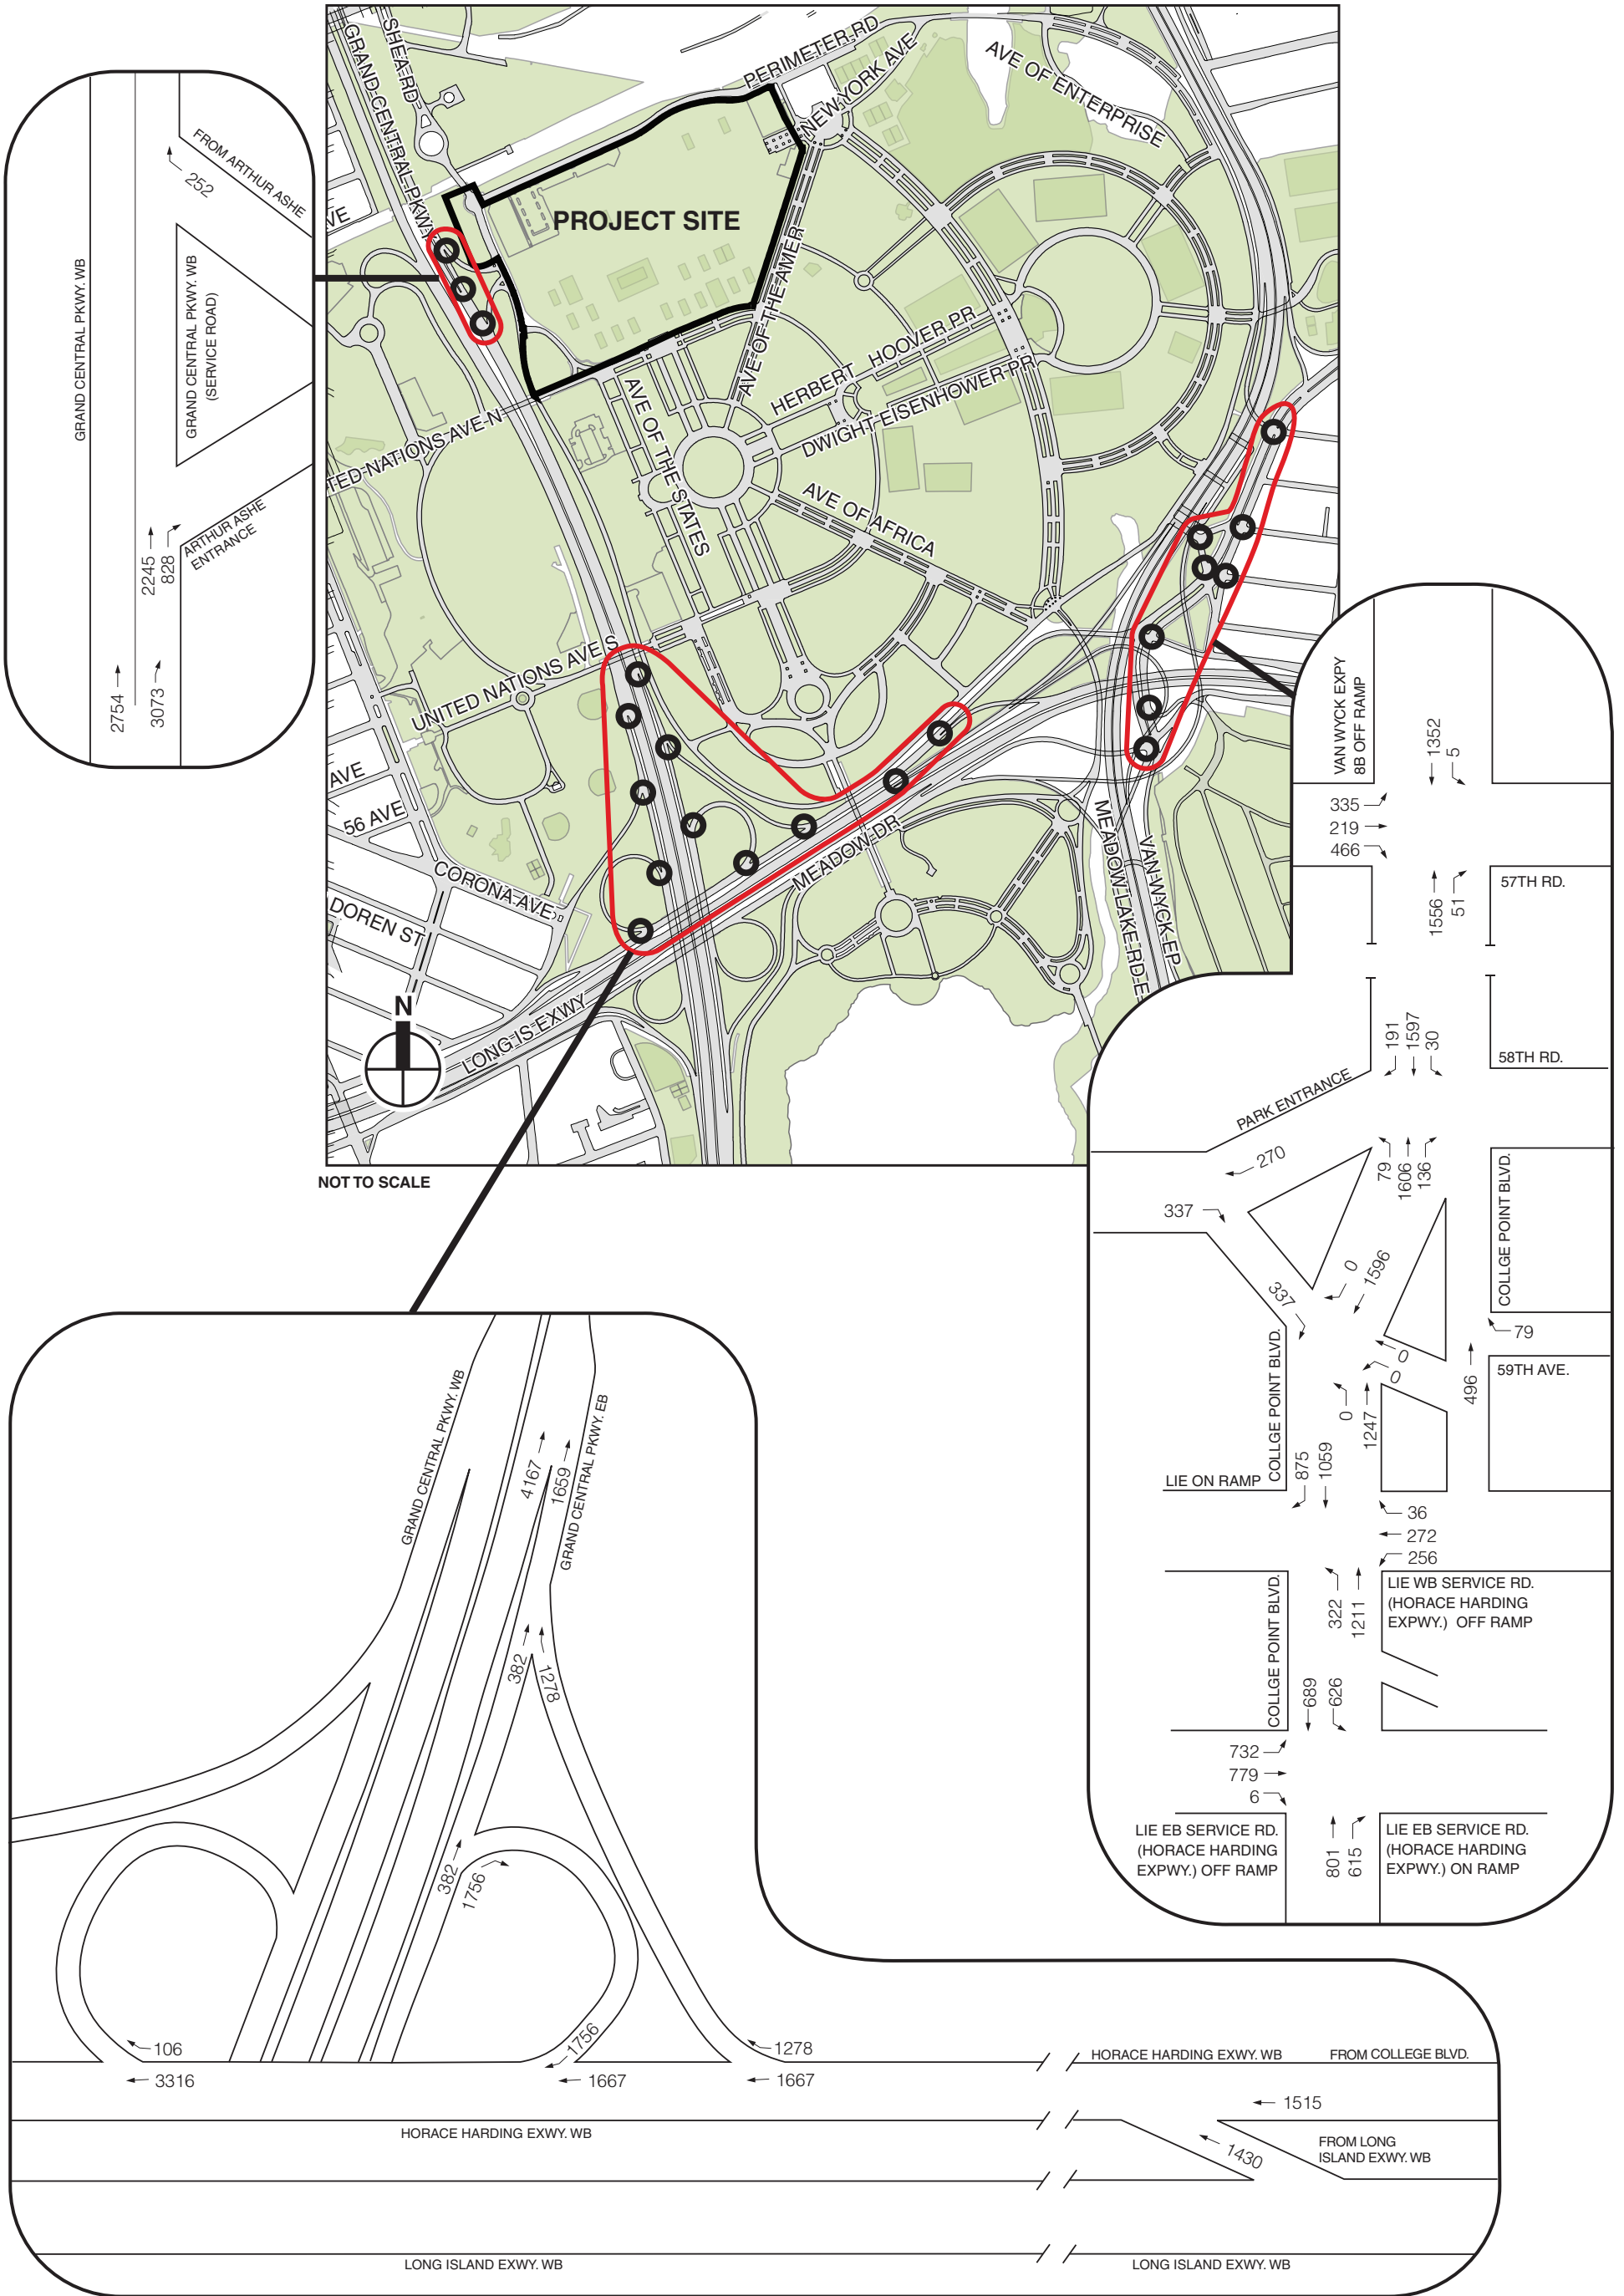 GRAND CENTRAL PKWY. WB
GRAND CENTRAL PKWY. WB
(SERVICE ROAD)
FROM ARTHUR ASHE
252
ARTHUR ASHE
ENTRANCE
2245
828
2754
3073
SHEA RD
GRAND CENTRAL PKWY
PERIMETER RD
NEW YORK AVE
AVE OF ENTERPRISE
VE
PROJECT SITE
AVE OF THE AMER
HERBERT HOOVER PR
DWIGHT EISENHOWER PR
TED NATIONS AVE N
AVE OF THE STATES
AVE OF AFRICA
UNITED NATIONS AVE S
AVE
56 AVE
CORONA AVE
DOREN ST
MEADOW DR
MEADOW LAKE RD E
VAN WYCK EP
LONG IS EXWY
N
NOT TO SCALE
VAN WYCK EXPY
8B OFF RAMP
1352
5
335
219
466
1556
51
57TH RD.
191
1597
30
58TH RD.
PARK ENTRANCE
270
79
1606
136
COLLGE POINT BLVD.
337
337
0
1596
79
0
0
59TH AVE.
496
0
1247
COLLGE POINT BLVD.
875
1059
LIE ON RAMP
36
272
256
COLLGE POINT BLVD.
322
1211
LIE WB SERVICE RD.
(HORACE HARDING
EXPWY.) OFF RAMP
689
626
732
779
6
LIE EB SERVICE RD.
(HORACE HARDING
EXPWY.) OFF RAMP
801
615
LIE EB SERVICE RD.
(HORACE HARDING
EXPWY.) ON RAMP
GRAND CENTRAL PKWY. WB
GRAND CENTRAL PKWY. EB
4167
1659
382
1278
382
1756
106
3316
1756
1667
1278
1667
HORACE HARDING EXWY. WB
FROM COLLEGE BLVD.
1515
HORACE HARDING EXWY. WB
1430
FROM LONG
ISLAND EXWY. WB
LONG ISLAND EXWY. WB
LONG ISLAND EXWY. WB